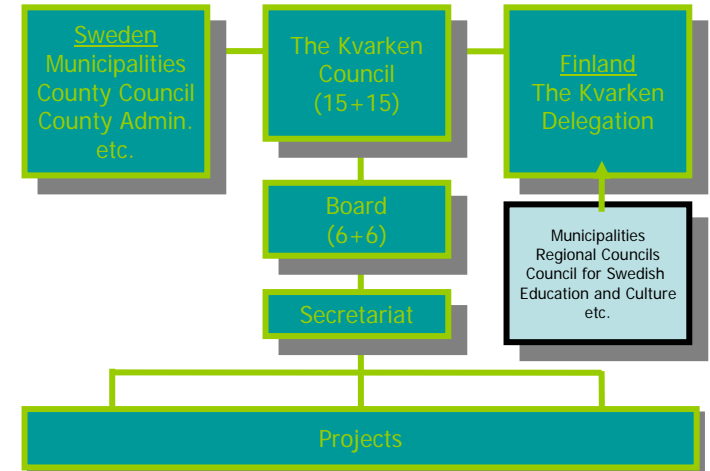 Sweden
Municipalities
County Council
County Admin.
etc.
The Kvarken
Council
(15+15)
Finland
The Kvarken
Delegation
Board
(6+6)
Municipalities
Regional Councils
Council for Swedish
Education and Culture
etc.
Secretariat
Projects